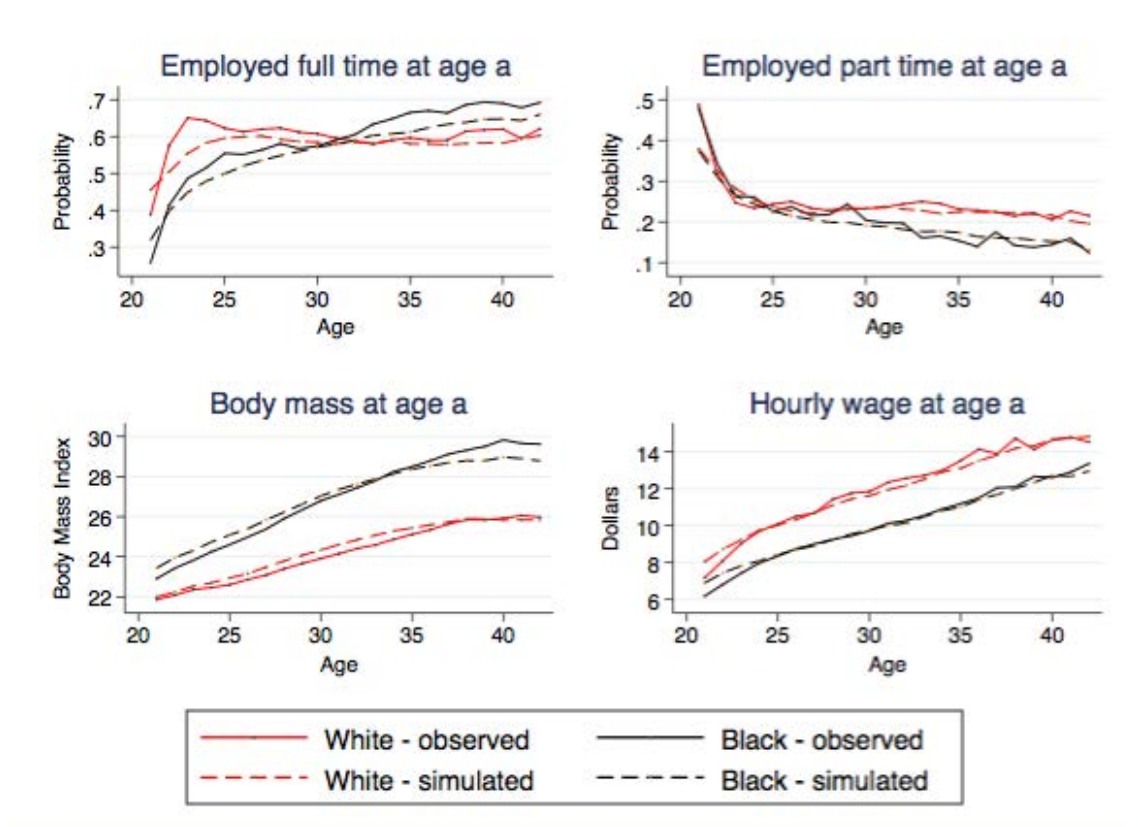 Employed full time at age a
Probability
.7
.6
.5
.4
.3
20 25 30 35 40
Age
Employed part time at age a
Probability
.5
.4
.3
.2
.1
20 25 30 35 40
Age
Body mass at age a
Body Mass Index
30
28
26
24
22
20 25 30 35 40
Age
Hourly wage at age a
Dollars
14
12
10
8
6
20 25 30 35 40
Age
White - observed Black - observed
White - simulated Black - simulated